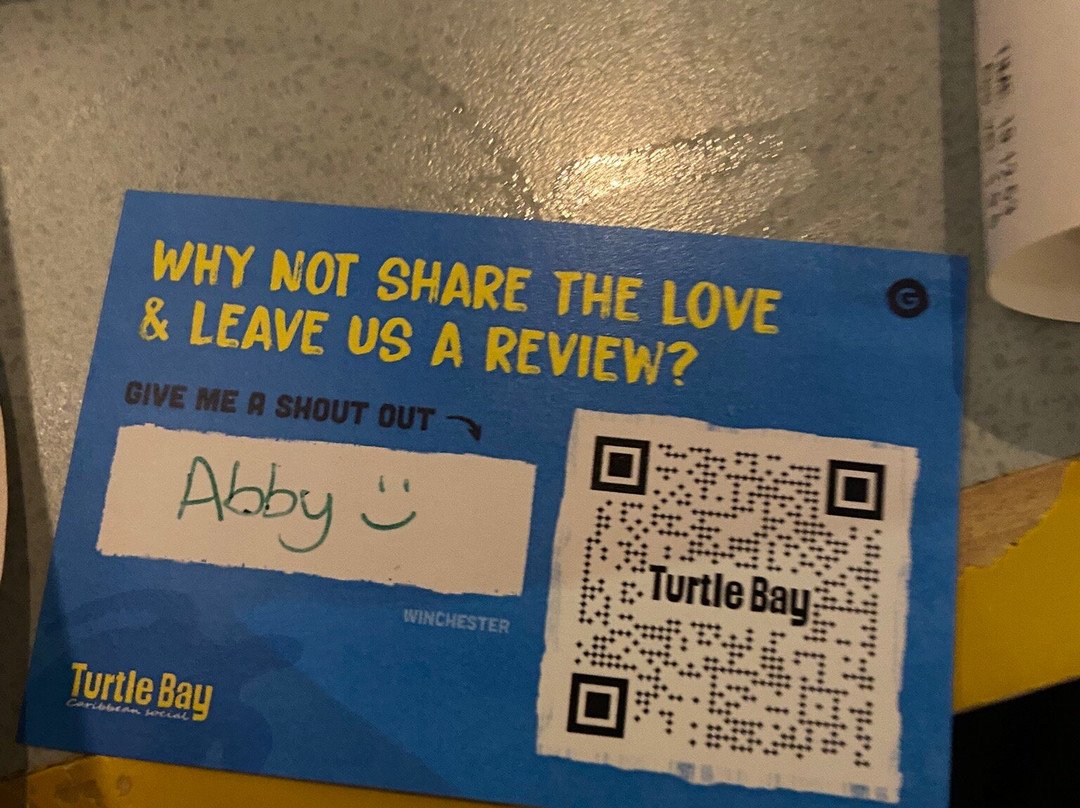 WHY NOT SHARE THE LOVE
& LEAVE US A REVIEW?
G
GIVE ME A SHOUT OUT
Abby
Turtle Bay
WINCHESTER
Turtle Bay
Caribbean social